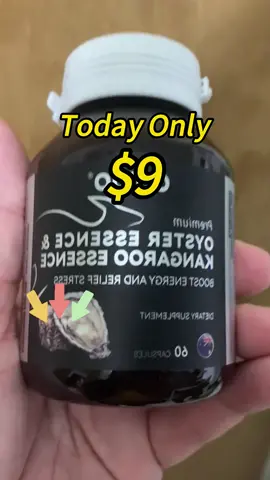 Today Only
$9
Premium
OYSTER ESSENCE &
KANGAROO ESSENCE
BOOST ENERGY AND RELIEF STRESS
DIETARY SUPPLEMENT
60 CAPSULES